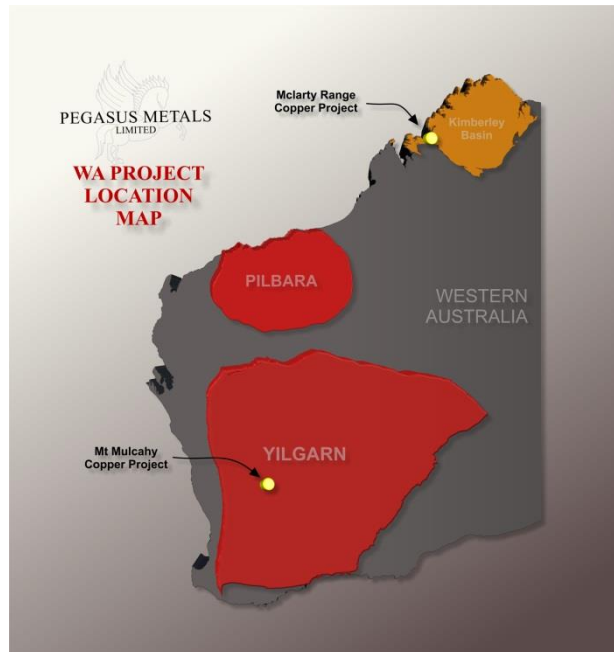 Mclarty Range
Copper Project
Kimberley
Basin
PEGASUS METALS
LIMITED
WA PROJECT
LOCATION
MAP
PILBARA
WESTERN
AUSTRALIA
YILGARN
Mt Mulcahy
Copper Project